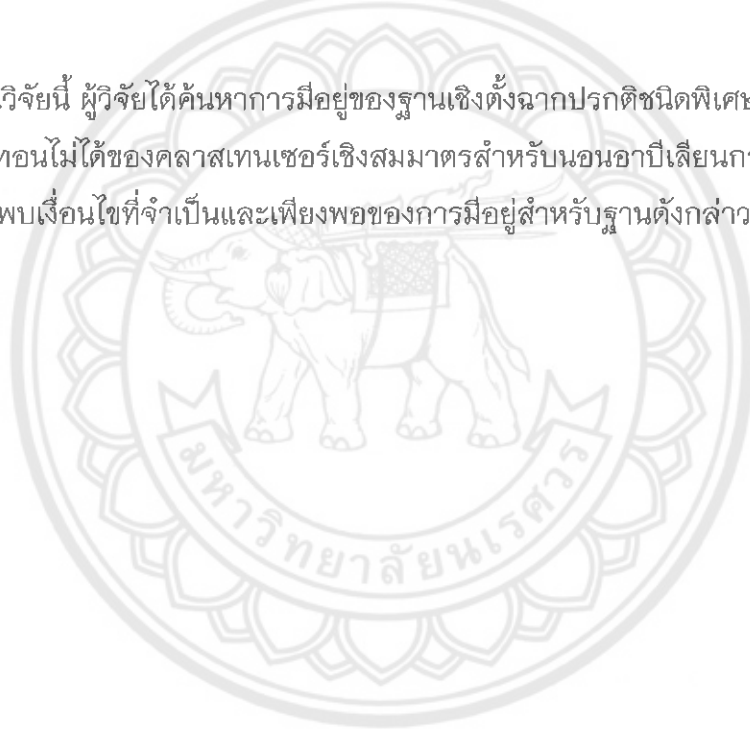 นวิจัยนี้ ผู้วิจัยได้ค้นหาการมีอยู่ของฐานเชิงตั้งฉากปรกติชนิดพิเศษ
ทอนไม่ได้ของคลาสเทนเซอร์เชิงสมมาตรสำหรับนอนอาบีเลียนกร
พบเงื่อนไขที่จำเป็นและเพียงพอของการมีอยู่สำหรับฐานดังกล่าว
มหาวิทยาลัยนเรศวร